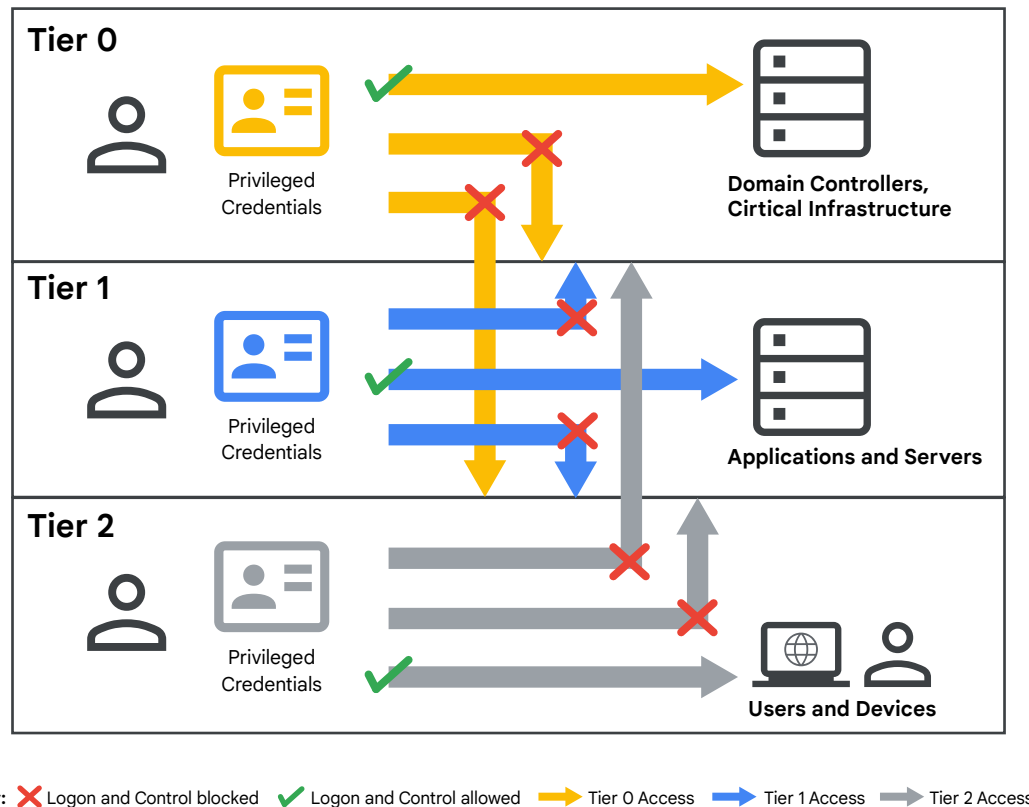 Tier 0
Privileged
Credentials
Domain Controllers,
Cirtical Infrastructure
Tier 1
Privileged
Credentials
Applications and Servers
Tier 2
Privileged
Credentials
Users and Devices
Logon and Control blocked Logon and Control allowed Tier 0 Access Tier 1 Access Tier 2 Access